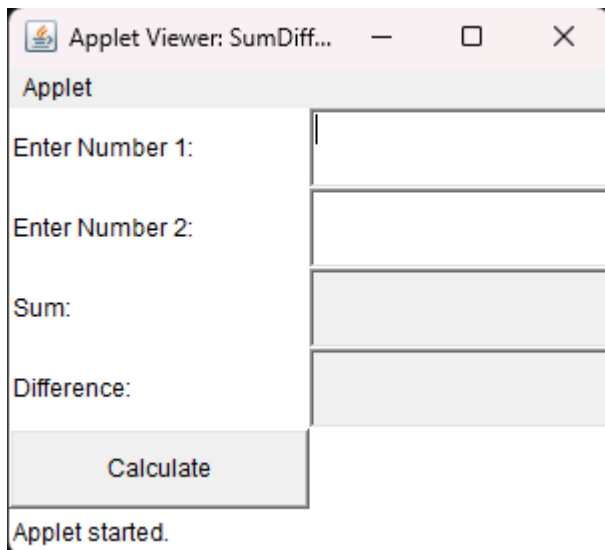 Applet Viewer: SumDiff...
Applet
Enter Number 1:
Enter Number 2:
Sum:
Difference:
Calculate
Applet started.